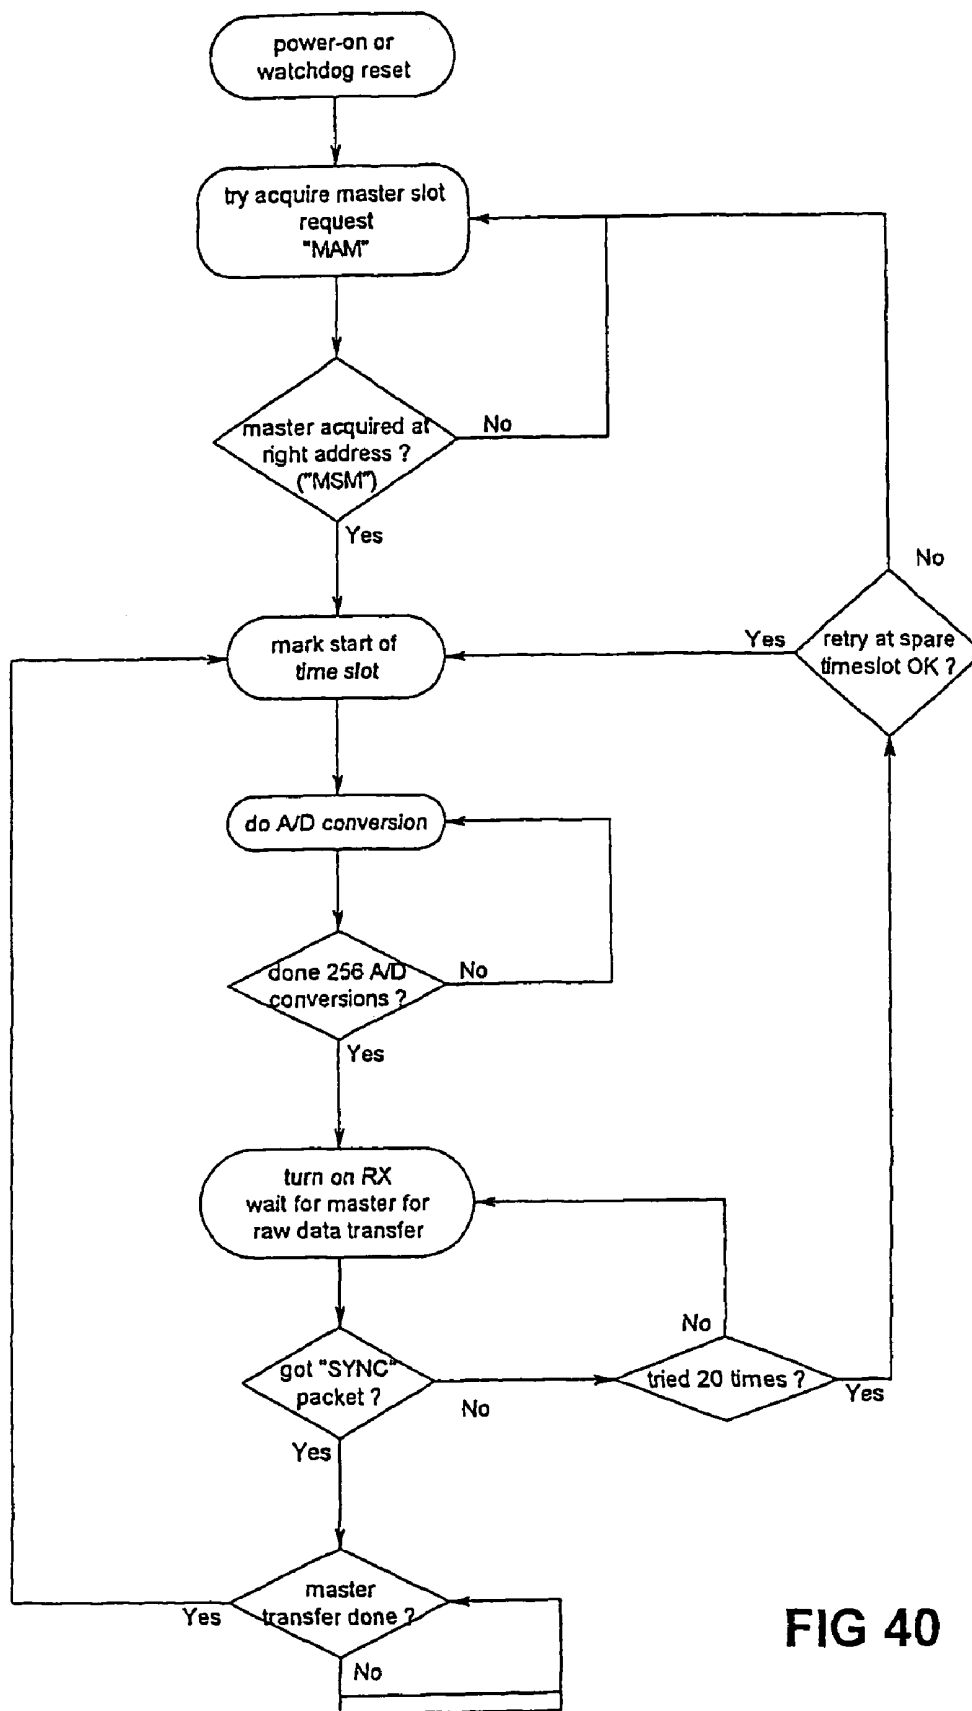 power-on or
watchdog reset
try acquire master slot
request
"MAM"
master acquired at
right address ?
("MSM")
No
Yes
mark start of
time slot
Yes
retry at spare
timeslot OK ?
No
do A/D conversion
done 256 A/D
conversions ?
No
Yes
turn on RX
wait for master for
raw data transfer
got "SYNC"
packet ?
No
Yes
tried 20 times ?
No
Yes
master
transfer done ?
Yes
No
FIG 40